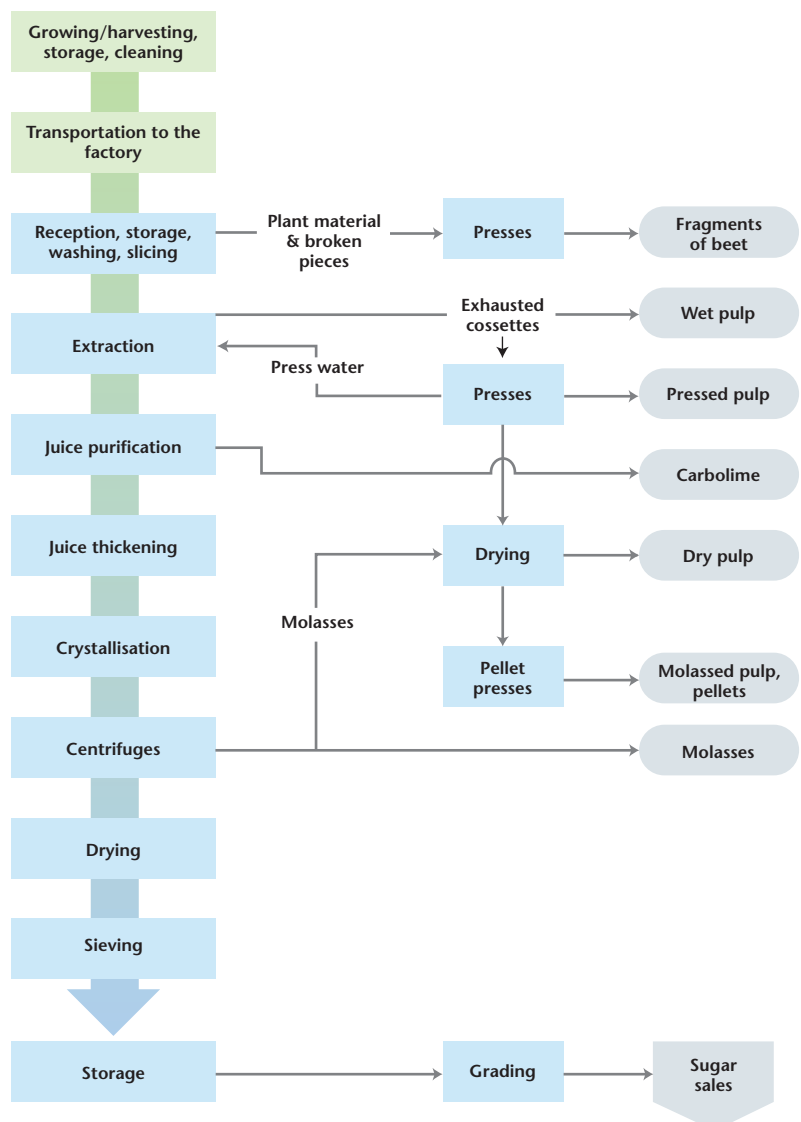 Growing/harvesting,
storage, cleaning
Transportation to the
factory
Reception, storage,
washing, slicing
Plant material
& broken
pieces
Presses
Fragments
of beet
Extraction
Exhausted
cossettes
Wet pulp
Press water
Presses
Pressed pulp
Juice purification
Carbolime
Juice thickening
Drying
Dry pulp
Crystallisation
Molasses
Pellet
presses
Molassed pulp,
pellets
Centrifuges
Molasses
Drying
Sieving
Storage
Grading
Sugar
sales